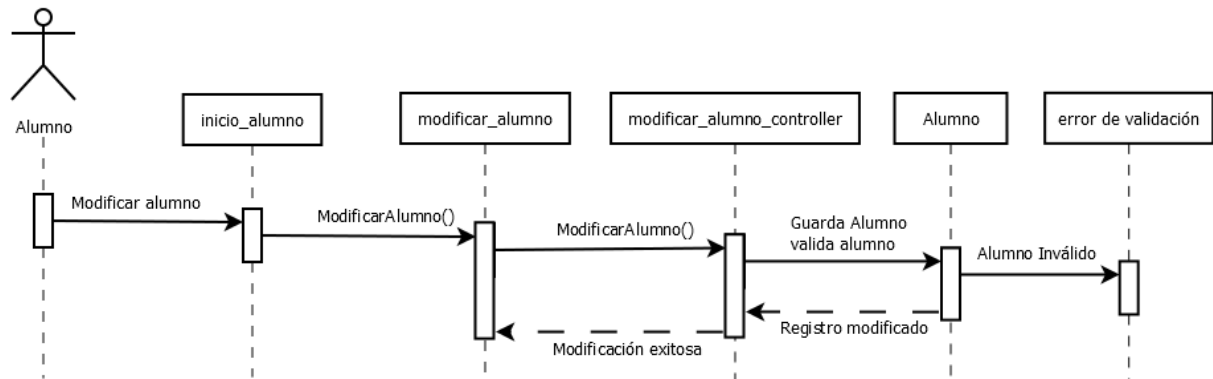 Alumno
inicio_alumno
modificar_alumno
modificar_alumno_controller
Alumno
error de validación
Modificar alumno
ModificarAlumno()
ModificarAlumno()
Guarda Alumno
valida alumno
Alumno Inválido
Registro modificado
Modificación exitosa